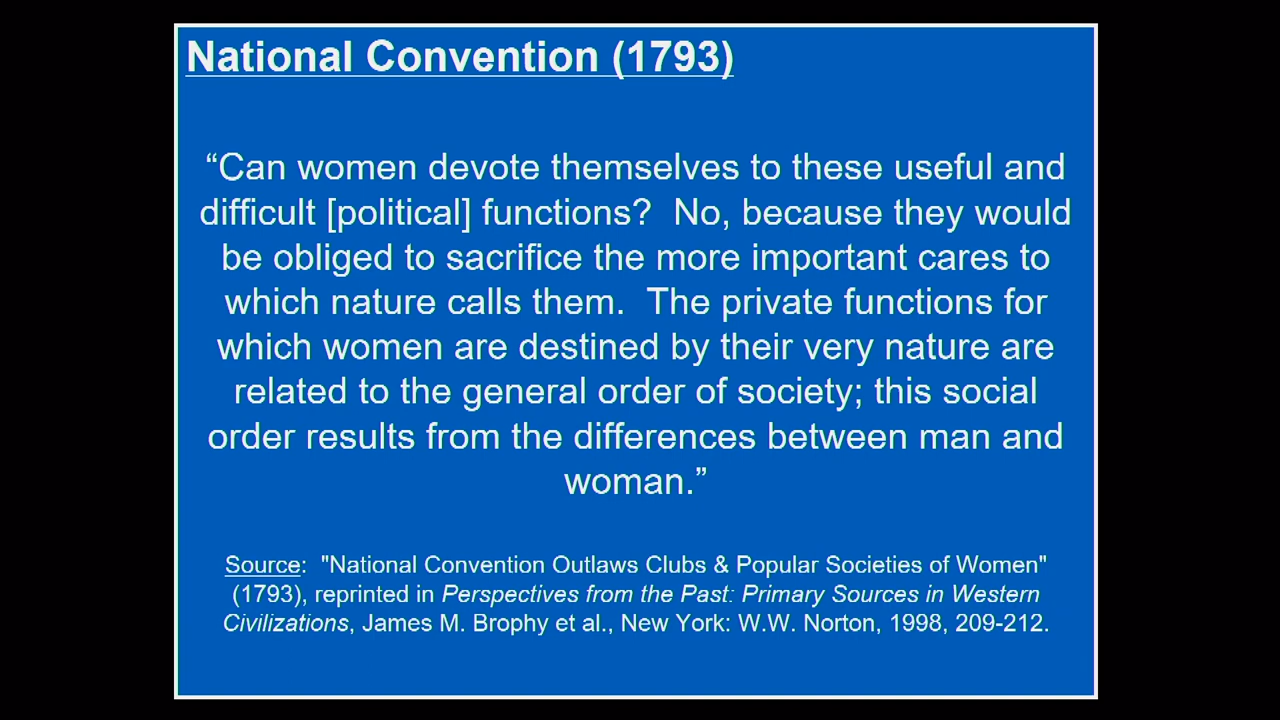 National Convention (1793)
“Can women devote themselves to these useful and
difficult [political] functions?  No, because they would
be obliged to sacrifice the more important cares to
which nature calls them.  The private functions for
which women are destined by their very nature are
related to the general order of society; this social
order results from the differences between man and
woman.”
Source:  "National Convention Outlaws Clubs & Popular Societies of Women"
(1793), reprinted in Perspectives from the Past: Primary Sources in Western
Civilizations, James M. Brophy et al., New York: W.W. Norton, 1998, 209-212.